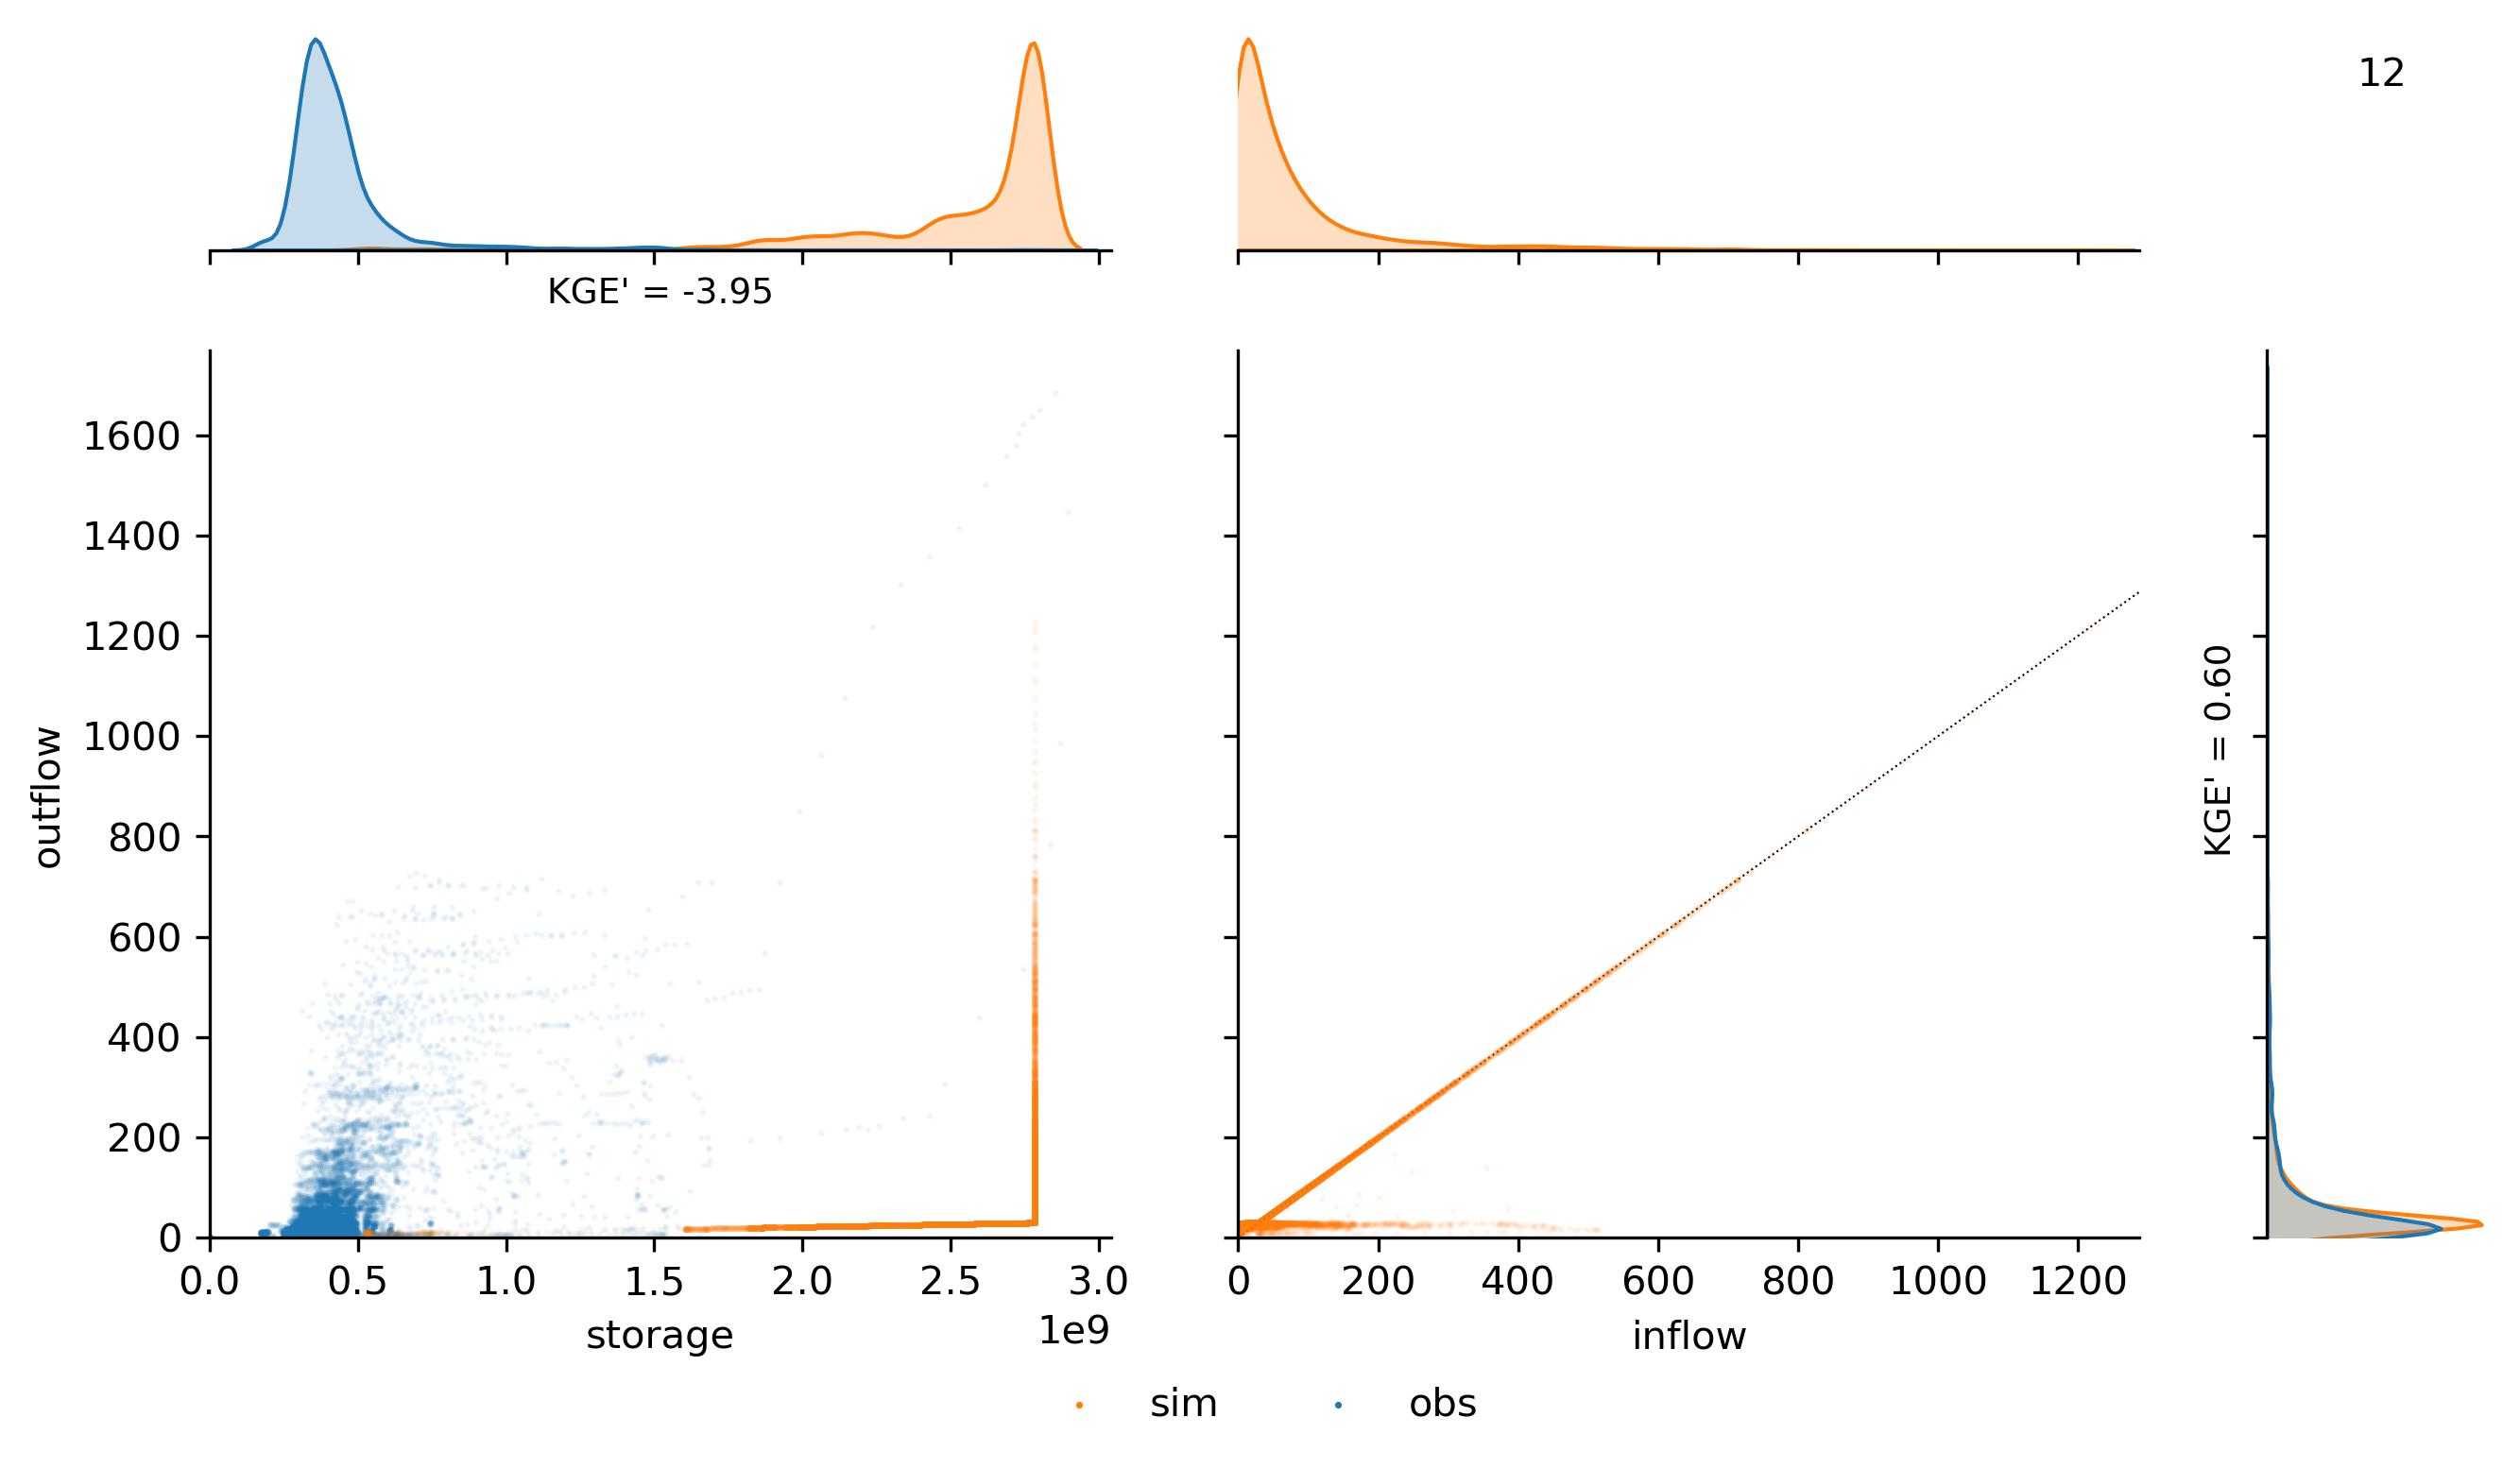 12
KGE' = -3.95
outflow
1600
1400
1200
1000
800
600
400
200
0
KGE' = 0.60
0.0 0.5 1.0 1.5 2.0 2.5 3.0
1e9
storage
0 200 400 600 800 1000 1200
inflow
sim obs